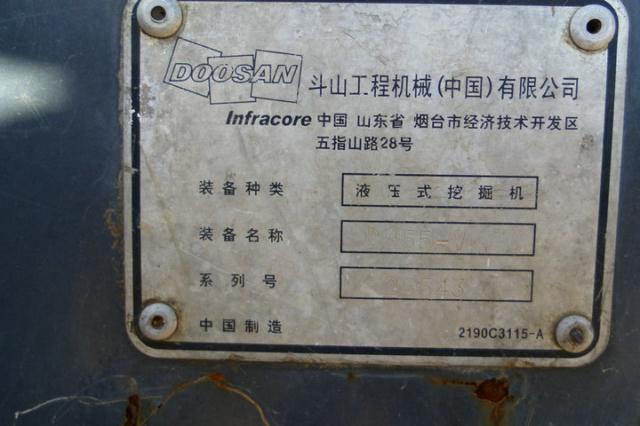 DOOSAN 斗山工程机械(中国)有限公司
Infracore 中国 山东省 烟台市经济技术开发区
五指山路28号
装备种类 液压式挖掘机
装备名称
系列号
中国制造 2190C3115-A